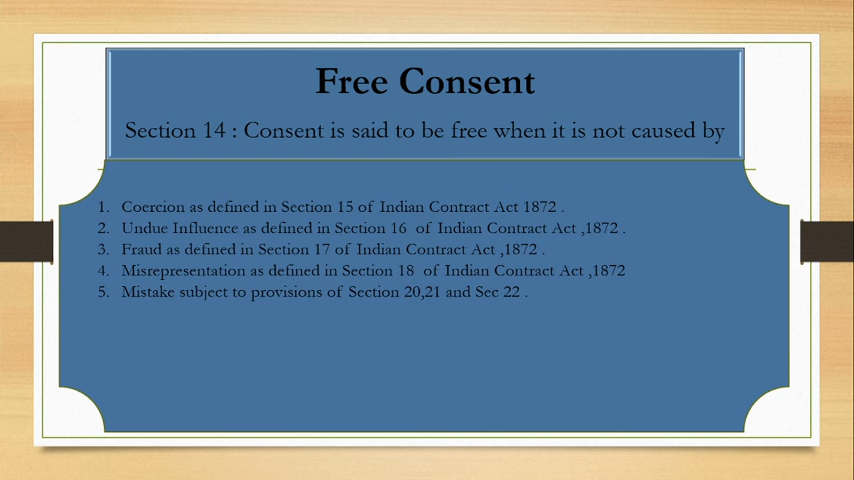 Free Consent
Section 14 : Consent is said to be free when it is not caused by
1. Coercion as defined in Section 15 of Indian Contract Act 1872 .
2. Undue Influence as defined in Section 16 of Indian Contract Act ,1872 .
3. Fraud as defined in Section 17 of Indian Contract Act ,1872 .
4. Misrepresentation as defined in Section 18 of Indian Contract Act ,1872
5. Mistake subject to provisions of Section 20,21 and Sec 22 .